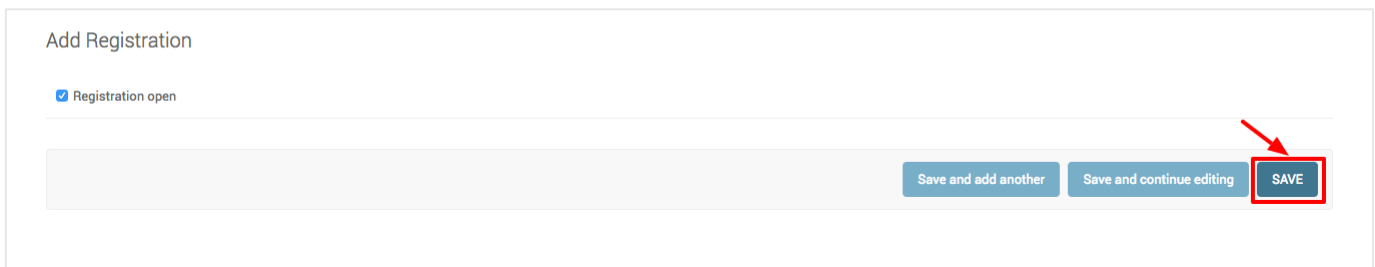 Add Registration
Registration open
Save and add another Save and continue editing SAVE